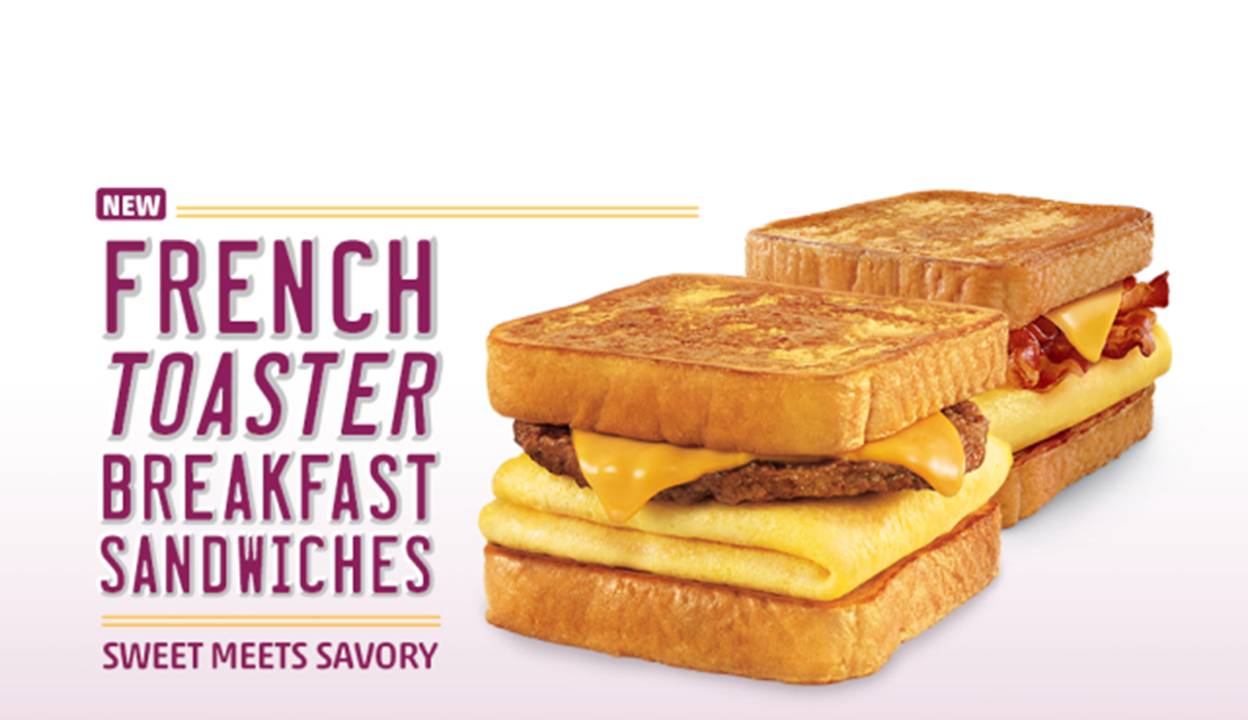 NEW
FRENCH
TOASTER
BREAKFAST
SANDWICHES
SWEET MEETS SAVORY